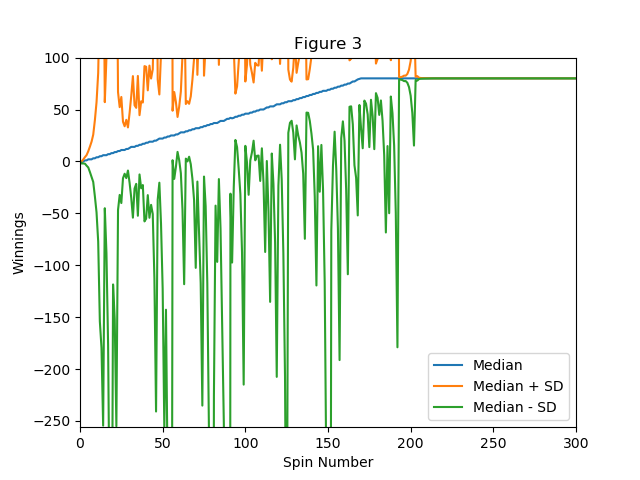 Figure 3
Winnings
100
50
0
−50
−100
−150
−200
−250
0 50 100 150 200 250 300
Spin Number
Median
Median + SD
Median - SD